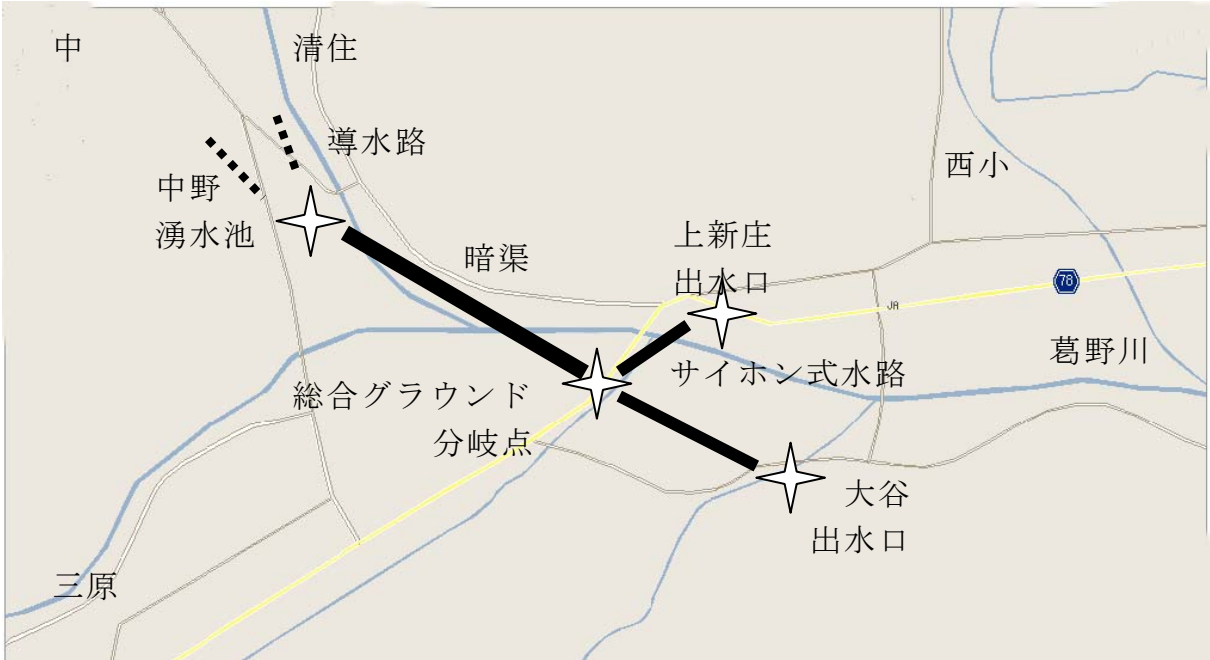 中
清住
導水路
西小
中野
湧水池
上新庄
出水口
暗渠
78
JA
葛野川
サイホン式水路
総合グラウンド
分岐点
大谷
出水口
三原